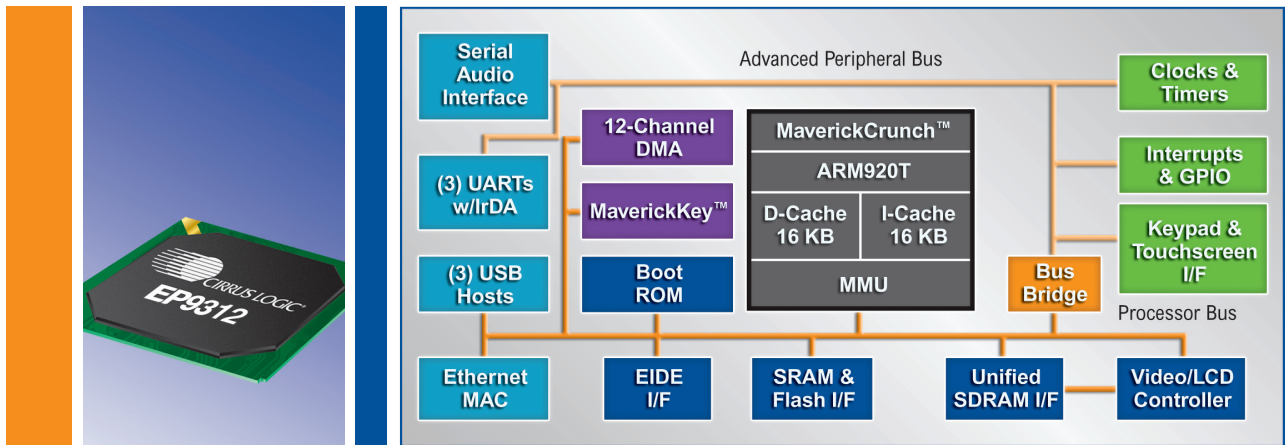 CIRRUS LOGIC®
EP9312
Advanced Peripheral Bus
Serial
Audio
Interface
(3) UARTs
w/IrDA
(3) USB
Hosts
Ethernet
MAC
12-Channel
DMA
MaverickKey™
Boot
ROM
EIDE
I/F
MaverickCrunch™
ARM920T
D-Cache
16 KB
I-Cache
16 KB
MMU
SRAM &
Flash I/F
Bus
Bridge
Unified
SDRAM I/F
Clocks &
Timers
Interrupts
& GPIO
Keypad &
Touchscreen
I/F
Processor Bus
Video/LCD
Controller